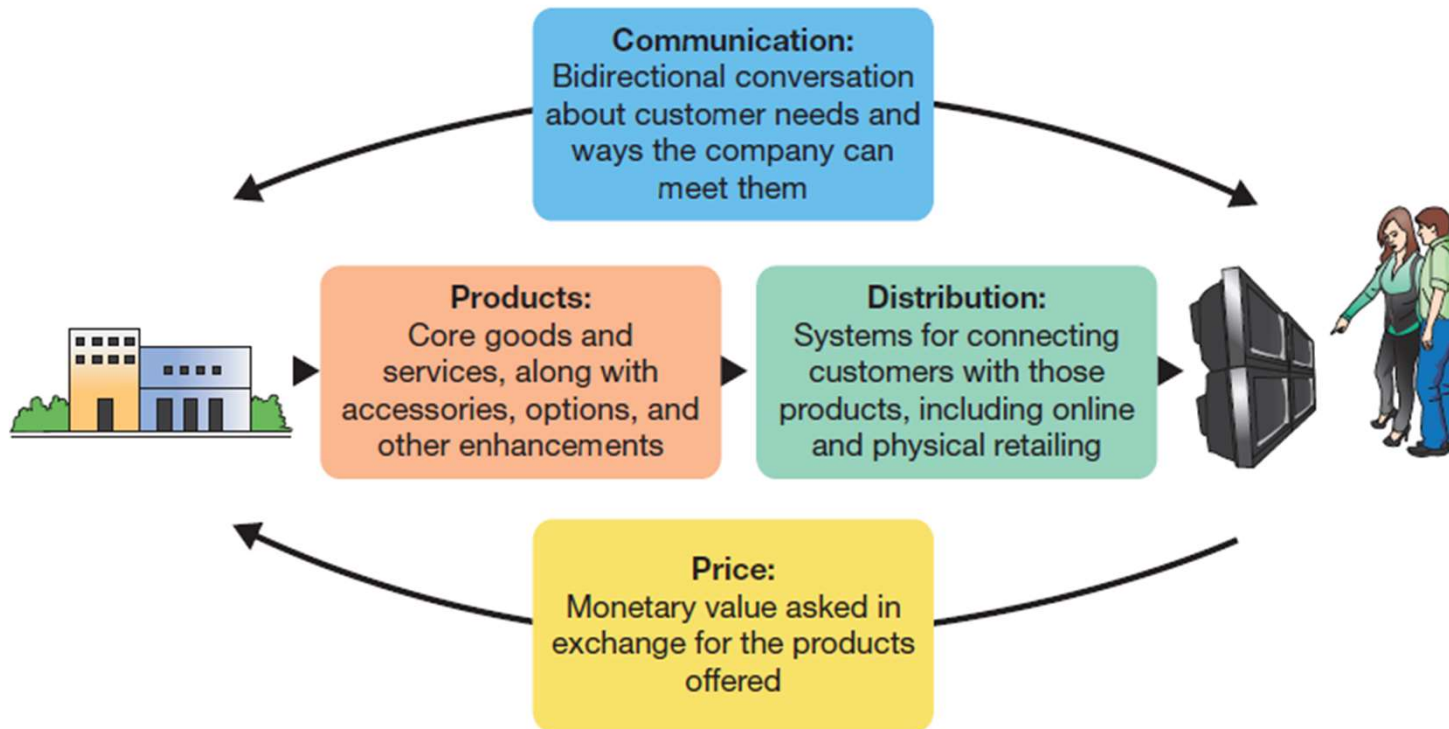 Communication:
Bidirectional conversation
about customer needs and
ways the company can
meet them
Products:
Core goods and
services, along with
accessories, options, and
other enhancements
Distribution:
Systems for connecting
customers with those
products, including online
and physical retailing
Price:
Monetary value asked in
exchange for the products
offered